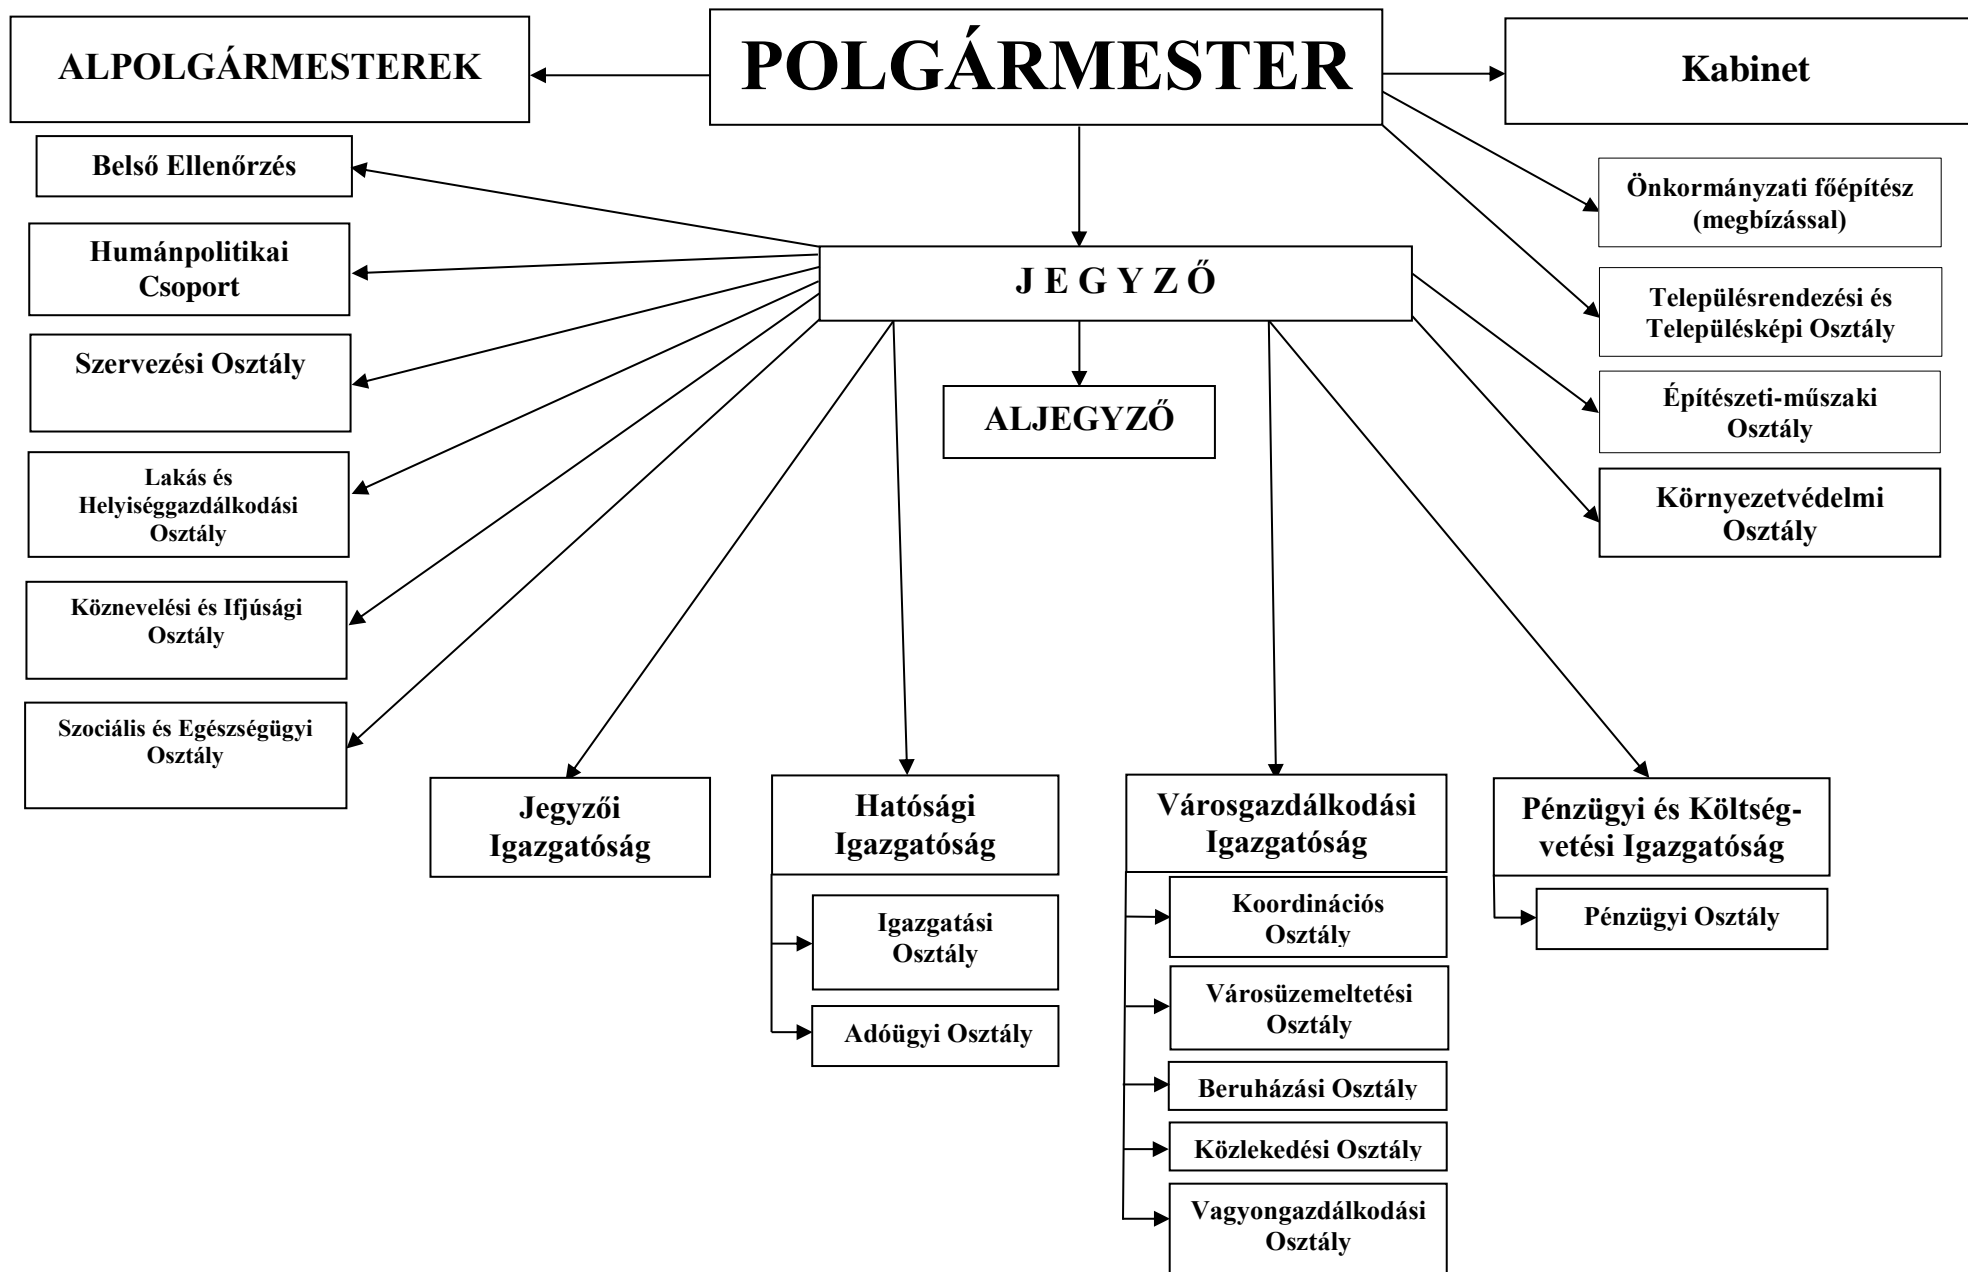 ALPOLGÁRMESTEREK
POLGÁRMESTER
Kabinet
Belső Ellenőrzés
Önkormányzati főépítész
(megbízással)
Humánpolitikai
Csoport
J E G Y Z Ő
Településrendezési és
Településképi Osztály
Szervezési Osztály
ALJEGYZŐ
Építészeti-műszaki
Osztály
Lakás és
Helyiséggazdálkodási
Osztály
Környezetvédelmi
Osztály
Köznevelési és Ifjúsági
Osztály
Szociális és Egészségügyi
Osztály
Jegyzői
Igazgatóság
Hatósági
Igazgatóság
Városgazdálkodási
Igazgatóság
Pénzügyi és Költség-
vetési Igazgatóság
Igazgatási
Osztály
Adóügyi Osztály
Koordinációs
Osztály
Városüzemeltetési
Osztály
Beruházási Osztály
Közlekedési Osztály
Vagyongazdálkodási
Osztály
Pénzügyi Osztály